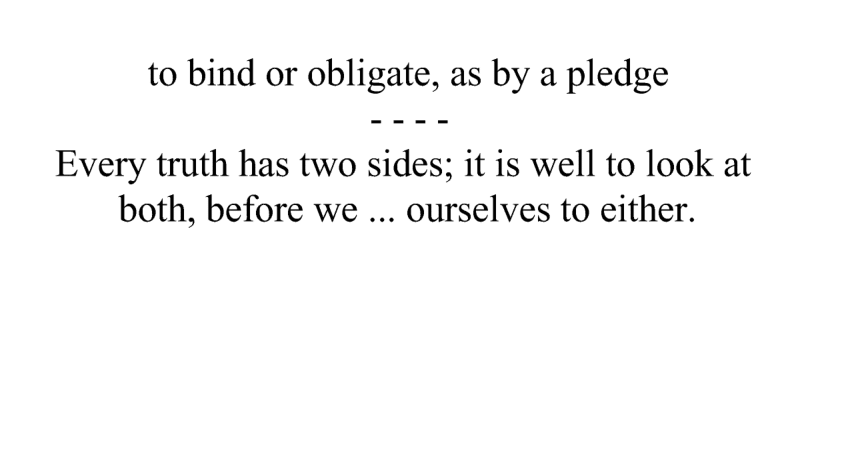 to bind or obligate, as by a pledge
- - - -
Every truth has two sides; it is well to look at
both, before we ... ourselves to either.